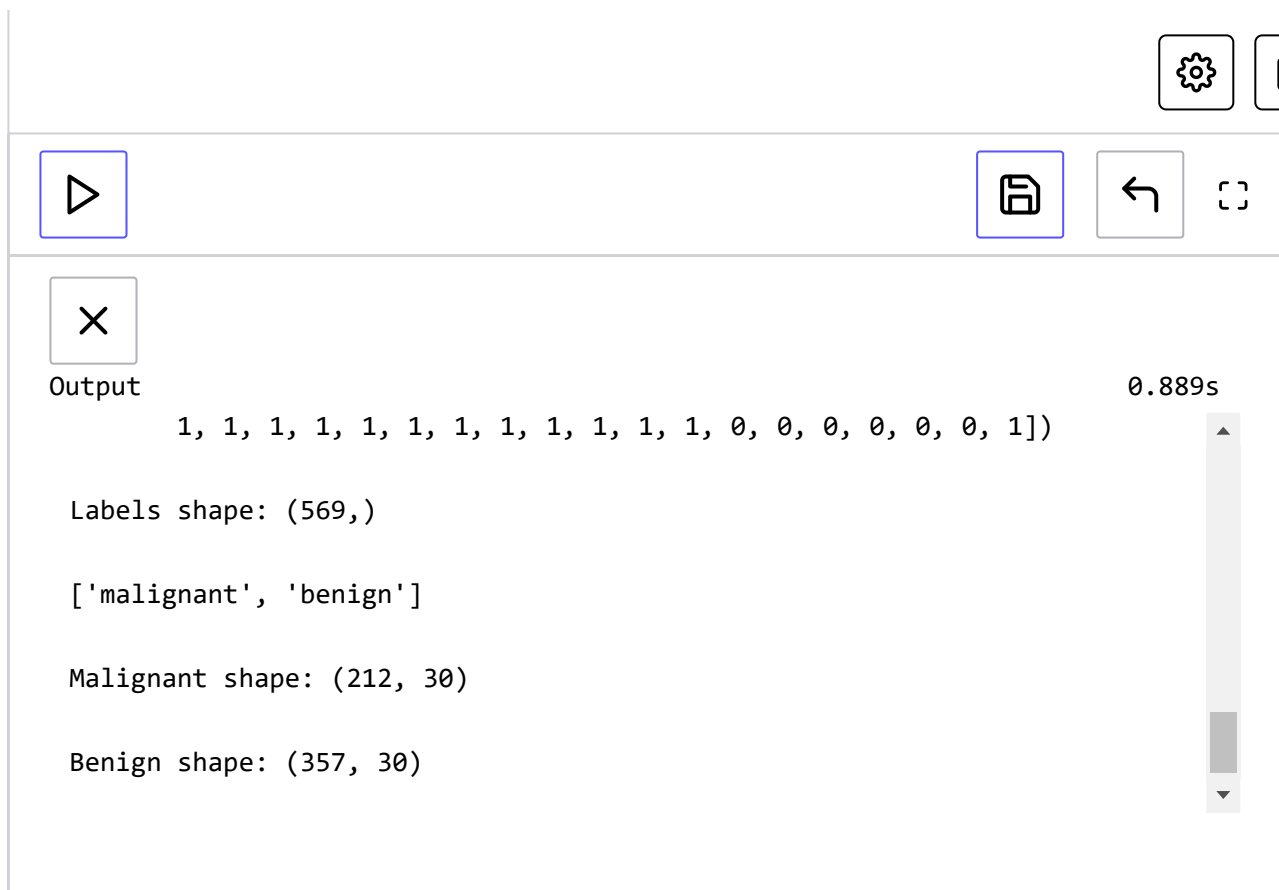 Output 0.889s
1, 1, 1, 1, 1, 1, 1, 1, 1, 1, 1, 1, 0, 0, 0, 0, 0, 0, 1])
Labels shape: (569,)
['malignant', 'benign']
Malignant shape: (212, 30)
Benign shape: (357, 30)